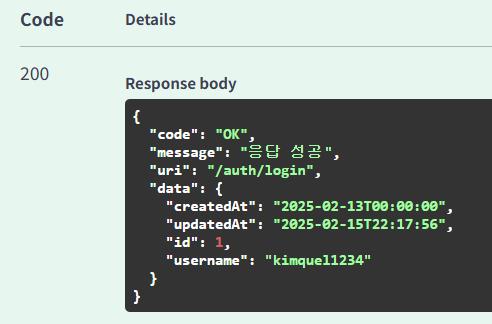 Code Details
200
Response body
{
  "code": "OK",
  "message": "응답 성공",
  "uri": "/auth/login",
  "data": {
    "createdAt": "2025-02-13T00:00:00",
    "updatedAt": "2025-02-15T22:17:56",
    "id": 1,
    "username": "kimquel1234"
  }
}